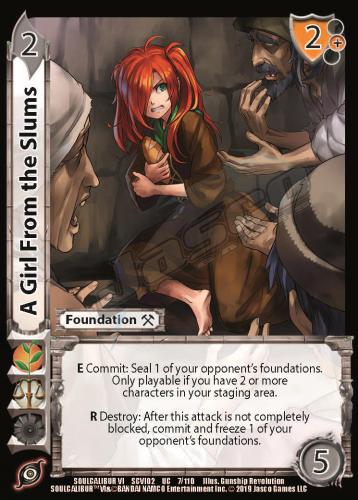 2
2
+
A Girl From the Slums
Jasco
Foundation
E Commit: Seal 1 of your opponent's foundations.
Only playable if you have 2 or more
characters in your staging area.
R Destroy: After this attack is not completely
blocked, commit and freeze 1 of your
opponent's foundations.
5
SOULCALIBUR VI SCVI02 UC 7/110 Illus. Gunship Revolution
SOULCALIBUR™VI&©BANDAI NAMCO Entertainment Inc. © 2019 Jasco Games LLC